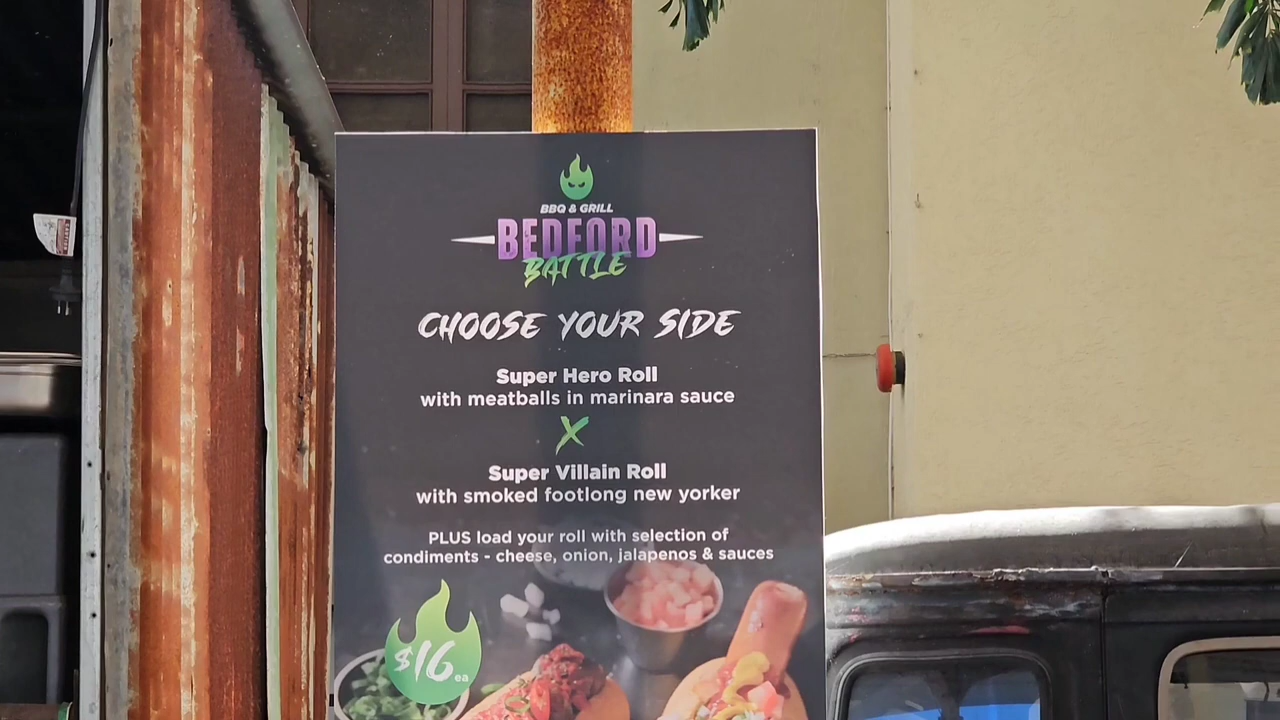 BBQ & GRILL
BEDFORD
BATTLE
CHOOSE YOUR SIDE
Super Hero Roll
with meatballs in marinara sauce
X
Super Villain Roll
with smoked footlong new yorker
PLUS load your roll with selection of
condiments - cheese, onion, jalapenos & sauces
$16 ea